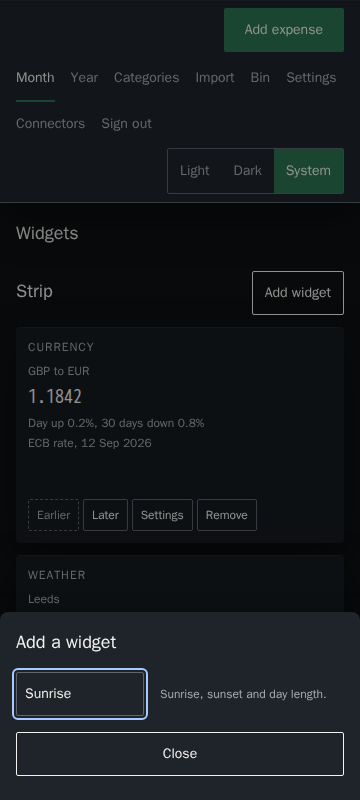 Add expense
Month Year Categories Import Bin Settings
Connectors Sign out
Light Dark System
Widgets
Strip Add widget
CURRENCY
GBP to EUR
1.1842
Day up 0.2%, 30 days down 0.8%
ECB rate, 12 Sep 2026
Earlier Later Settings Remove
WEATHER
Leeds
Add a widget
Sunrise Sunrise, sunset and day length.
Close